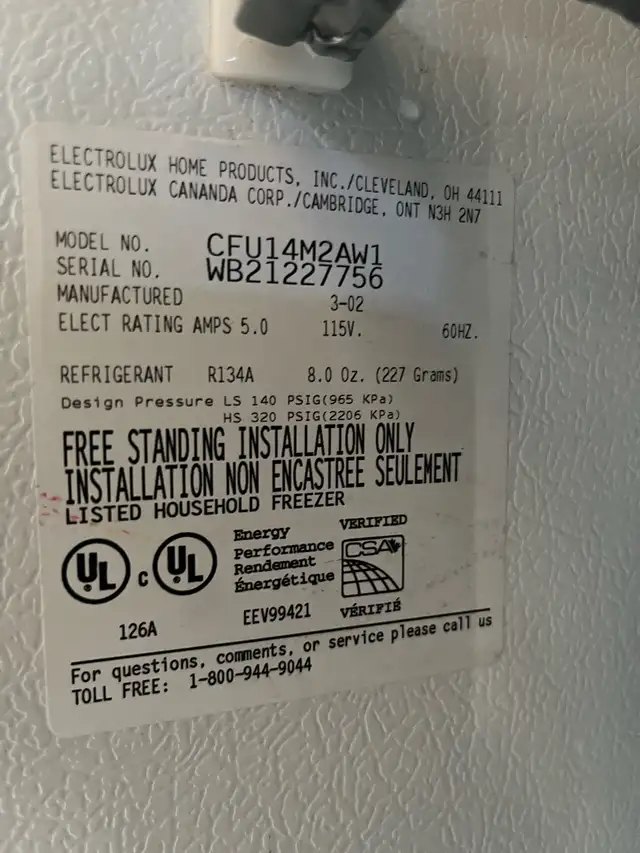 ELECTROLUX HOME PRODUCTS, INC./CLEVELAND, OH 44111
ELECTROLUX CANANDA CORP./CAMBRIDGE, ONT N3H 2N7
MODEL NO. CFU14M2AW1
SERIAL NO. WB21227756
MANUFACTURED 3-02
ELECT RATING AMPS 5.0 115V. 60HZ.
REFRIGERANT R134A 8.0 Oz. (227 Grams)
Design Pressure LS 140 PSIG(965 KPa)
HS 320 PSIG(2206 KPa)
FREE STANDING INSTALLATION ONLY
INSTALLATION NON ENCASTREE SEULEMENT
LISTED HOUSEHOLD FREEZER
UL c UL
Energy
Performance
Rendement
Énergétique
VERIFIED
CSA
VÉRIFIÉ
126A EEV99421
For questions, comments, or service please call us
TOLL FREE: 1-800-944-9044